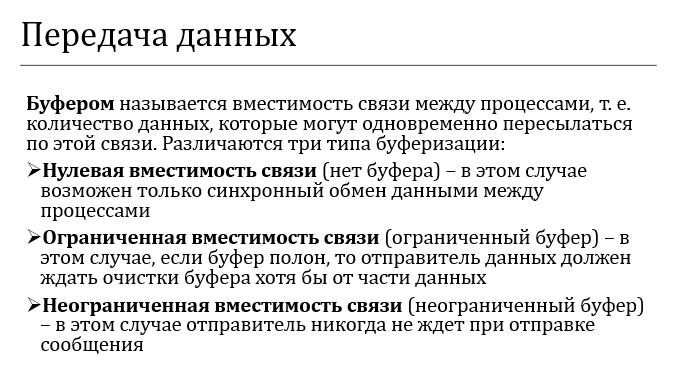 Передача данных
Буфером называется вместимость связи между процессами, т. е.
количество данных, которые могут одновременно пересылаться
по этой связи. Различаются три типа буферизации:
➢Нулевая вместимость связи (нет буфера) – в этом случае
возможен только синхронный обмен данными между
процессами
➢Ограниченная вместимость связи (ограниченный буфер) – в
этом случае, если буфер полон, то отправитель данных должен
ждать очистки буфера хотя бы от части данных
➢Неограниченная вместимость связи (неограниченный буфер)
– в этом случае отправитель никогда не ждет при отправке
сообщения